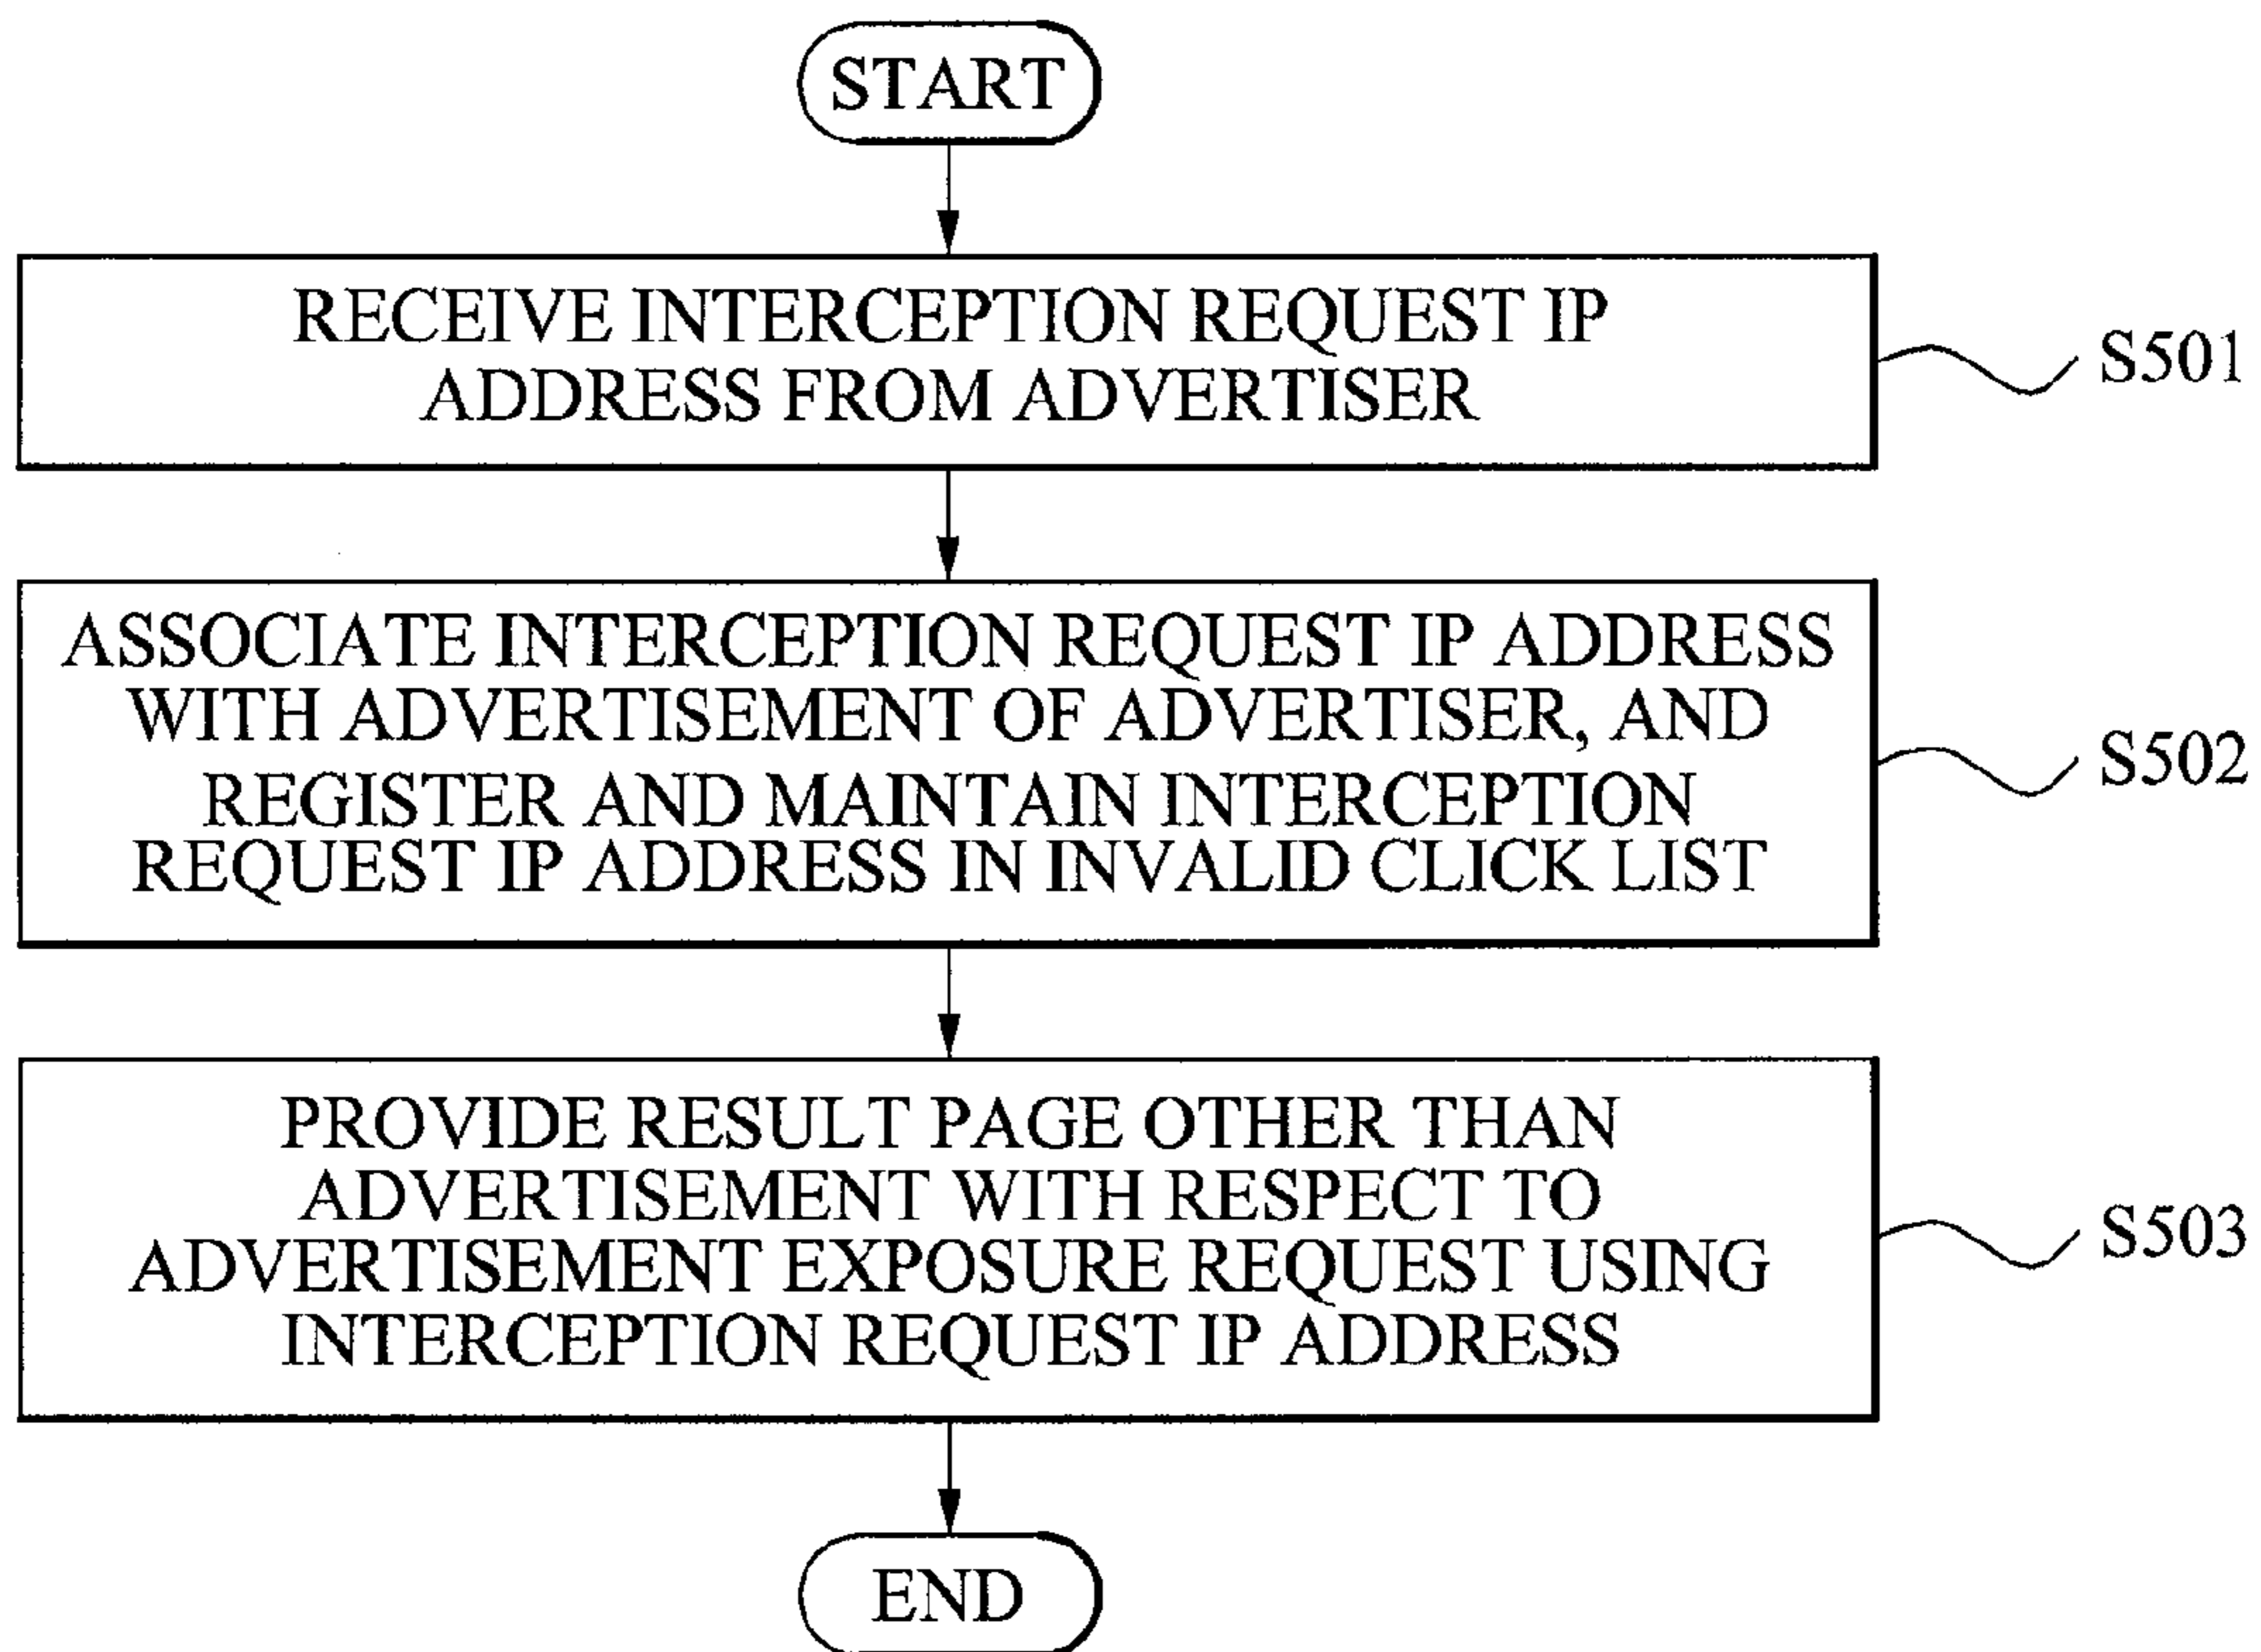 START
RECEIVE INTERCEPTION REQUEST IP
ADDRESS FROM ADVERTISER
S501
ASSOCIATE INTERCEPTION REQUEST IP ADDRESS
WITH ADVERTISEMENT OF ADVERTISER, AND
REGISTER AND MAINTAIN INTERCEPTION
REQUEST IP ADDRESS IN INVALID CLICK LIST
S502
PROVIDE RESULT PAGE OTHER THAN
ADVERTISEMENT WITH RESPECT TO
ADVERTISEMENT EXPOSURE REQUEST USING
INTERCEPTION REQUEST IP ADDRESS
S503
END